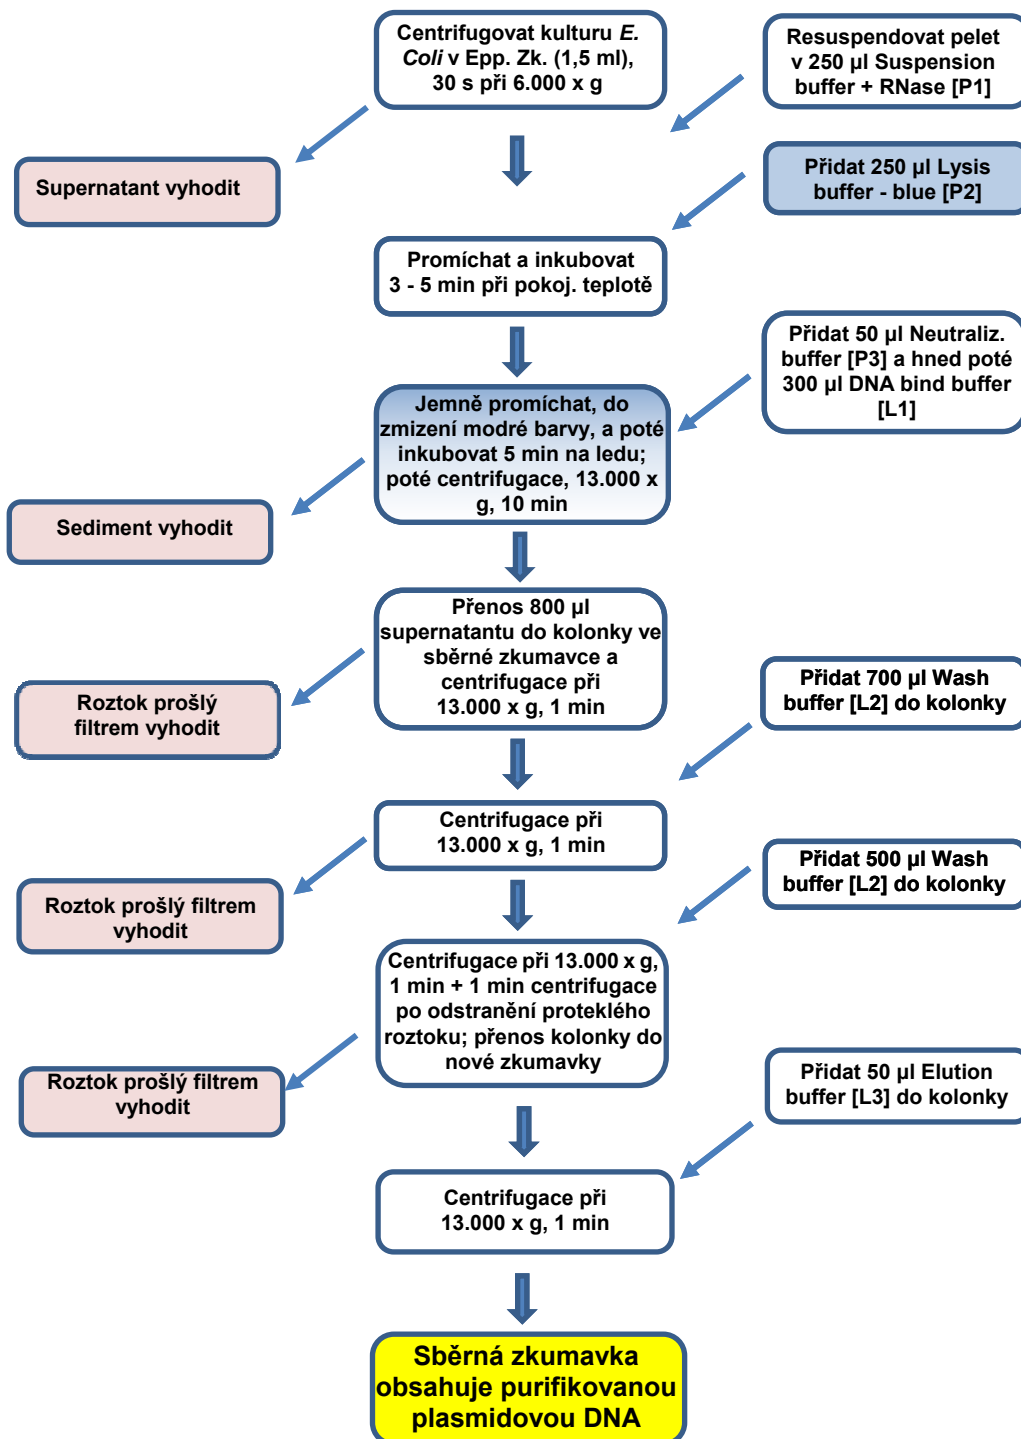 Centrifugovat kulturu E.
Coli v Epp. Zk. (1,5 ml),
30 s při 6.000 x g
Resuspendovat pelet
v 250 µl Suspension
buffer + RNase [P1]
Supernatant vyhodit
Přidat 250 µl Lysis
buffer - blue [P2]
Promíchat a inkubovat
3 - 5 min při pokoj. teplotě
Přidat 50 µl Neutraliz.
buffer [P3] a hned poté
300 µl DNA bind buffer
[L1]
Jemně promíchat, do
zmizení modré barvy, a poté
inkubovat 5 min na ledu;
poté centrifugace, 13.000 x
g, 10 min
Sediment vyhodit
Přenos 800 µl
supernatantu do kolonky ve
sběrné zkumavce a
centrifugace při
13.000 x g, 1 min
Roztok prošlý
filtrem vyhodit
Přidat 700 µl Wash
buffer [L2] do kolonky
Centrifugace při
13.000 x g, 1 min
Roztok prošlý filtrem
vyhodit
Přidat 500 µl Wash
buffer [L2] do kolonky
Centrifugace při 13.000 x g,
1 min + 1 min centrifugace
po odstranění proteklého
roztoku; přenos kolonky do
nové zkumavky
Roztok prošlý filtrem
vyhodit
Přidat 50 µl Elution
buffer [L3] do kolonky
Centrifugace při
13.000 x g, 1 min
Sběrná zkumavka
obsahuje purifikovanou
plasmidovou DNA